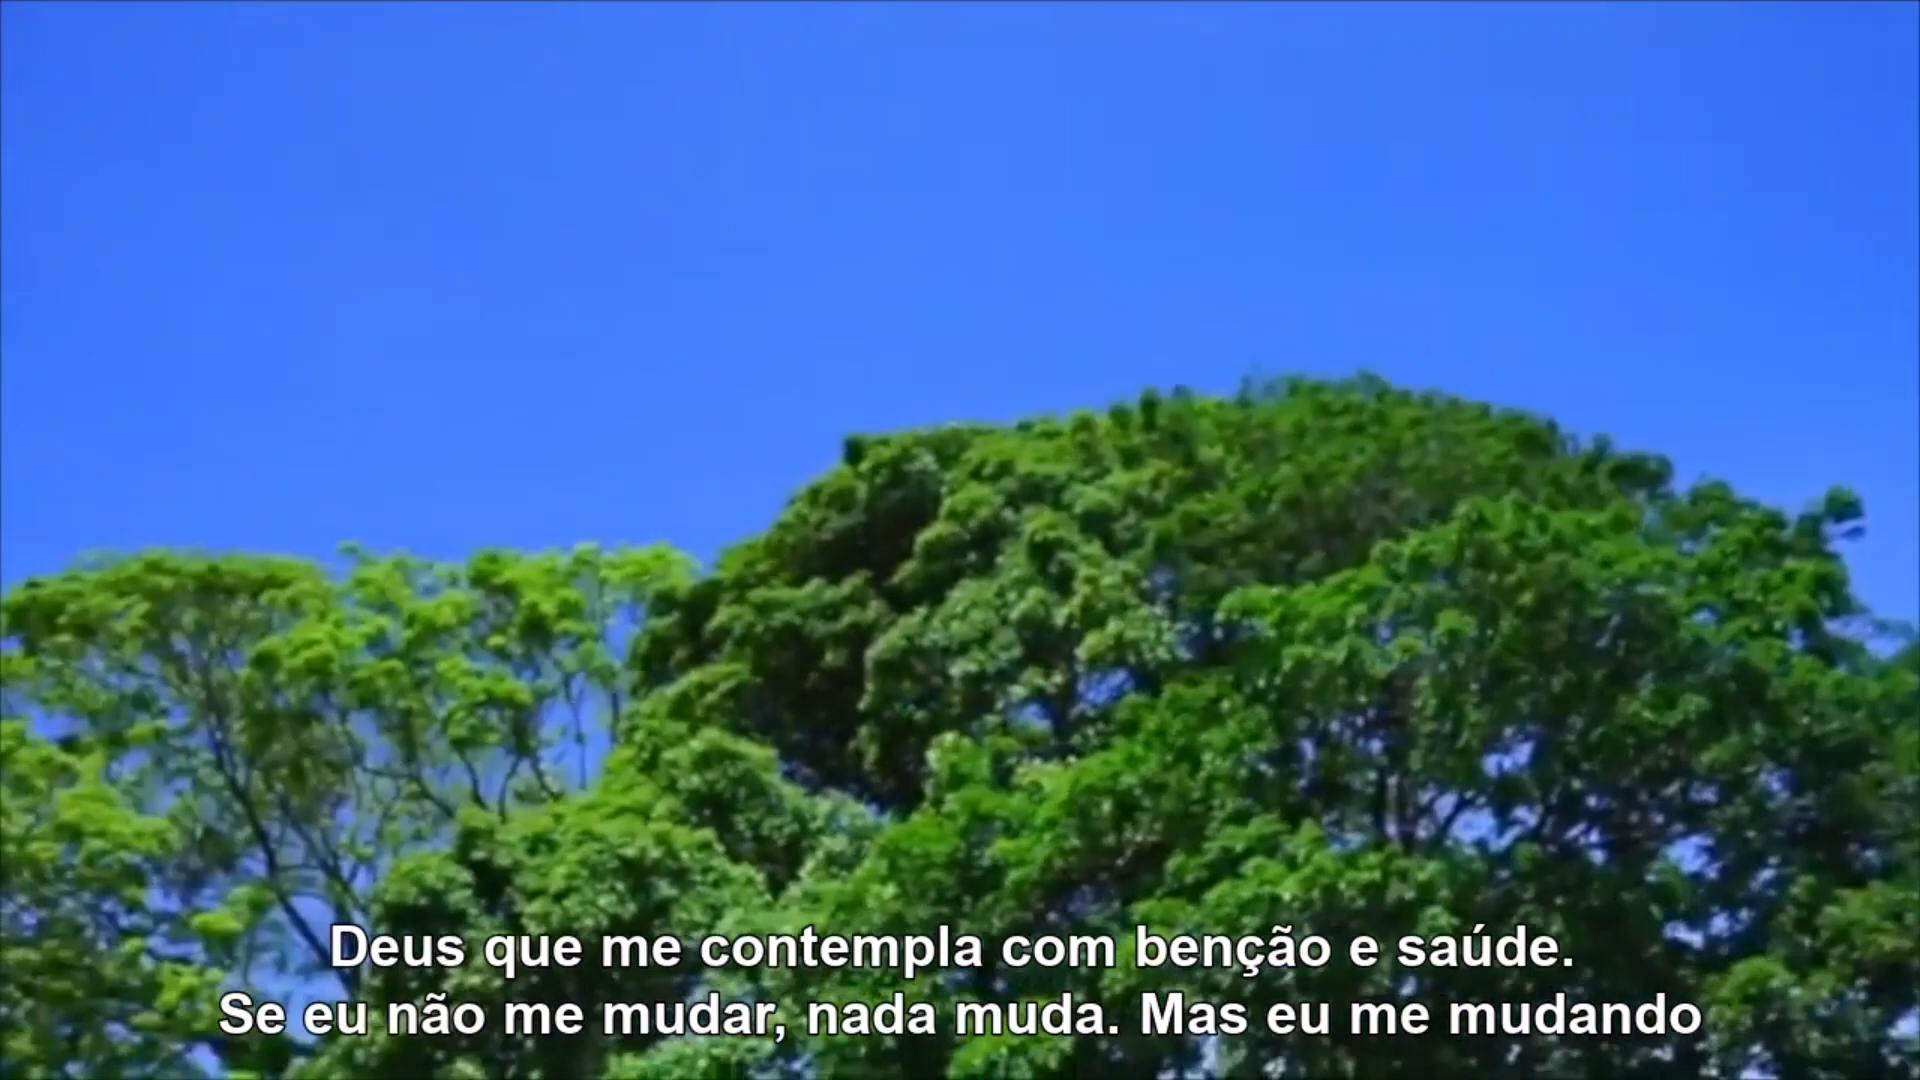 Deus que me contempla com benção e saúde.
Se eu não me mudar, nada muda. Mas eu me mudando